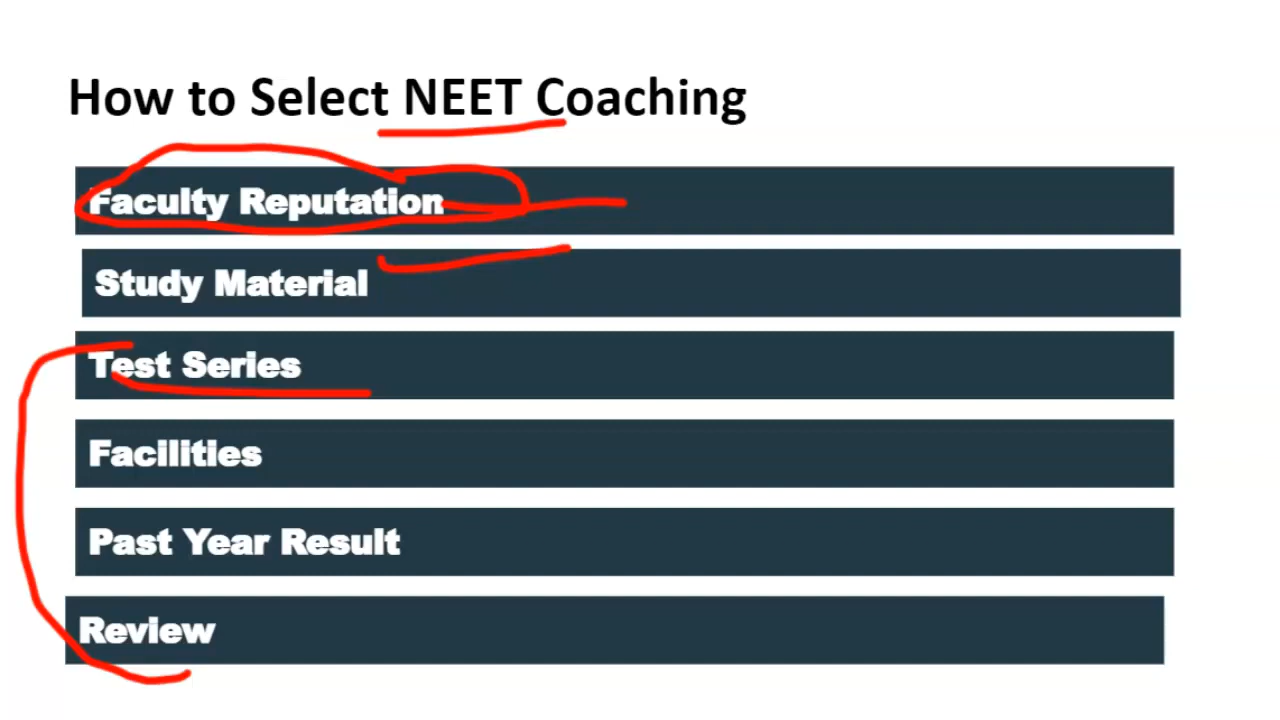 How to Select NEET Coaching
Faculty Reputation
Study Material
Test Series
Facilities
Past Year Result
Review